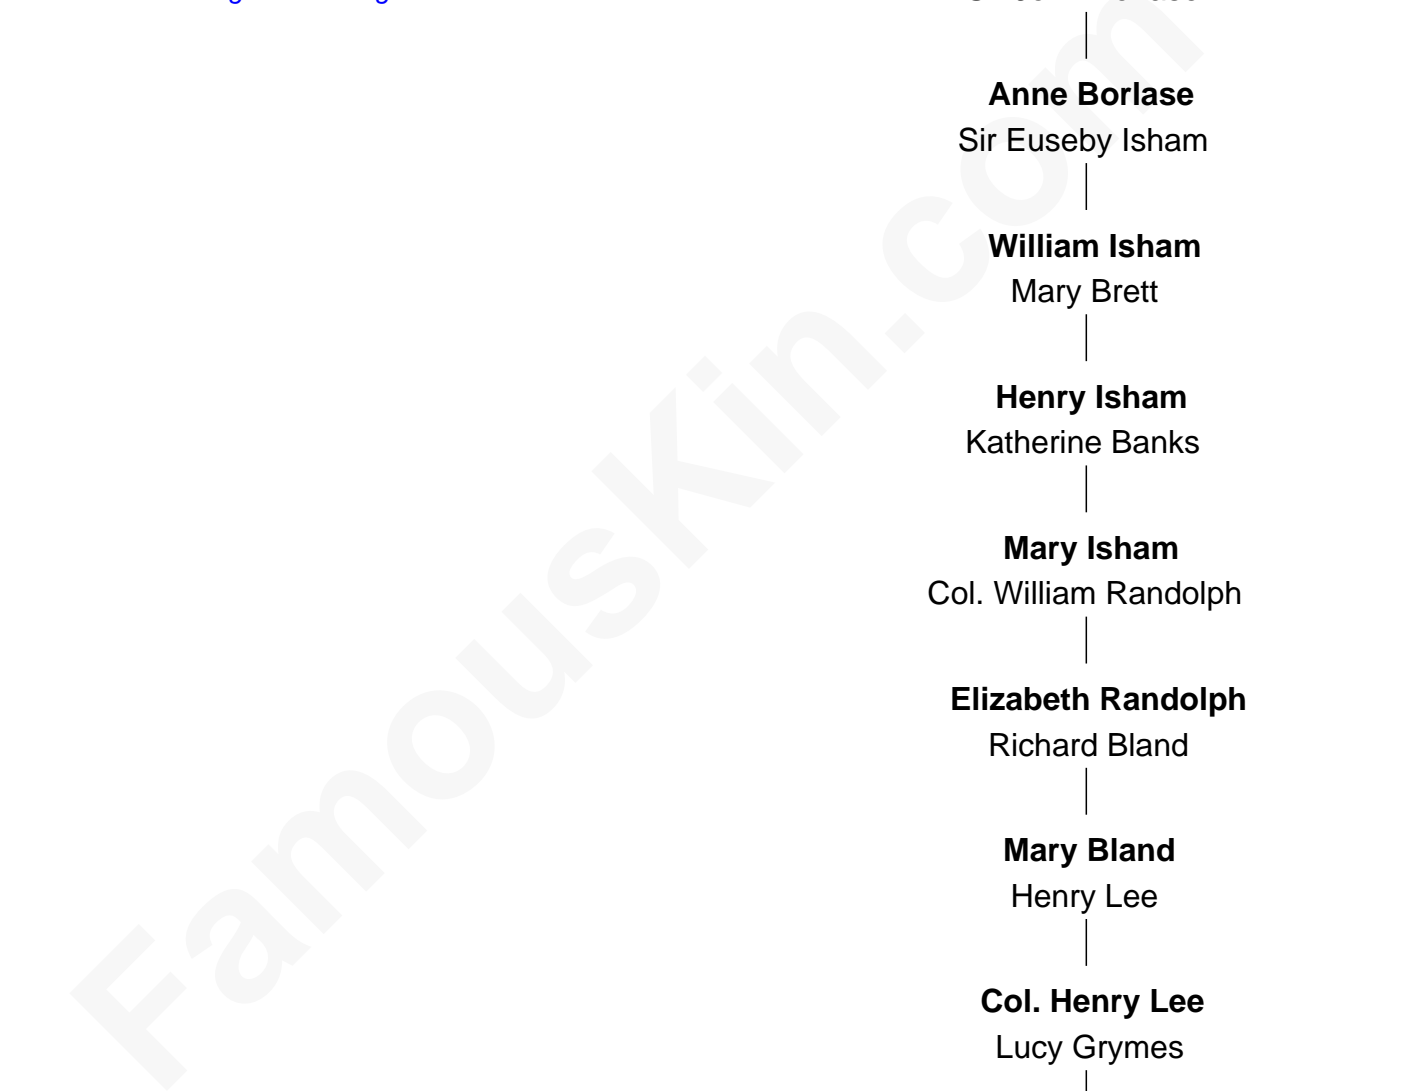 Anne Borlase
Sir Euseby Isham
William Isham
Mary Brett
Henry Isham
Katherine Banks
Mary Isham
Col. William Randolph
Elizabeth Randolph
Richard Bland
Mary Bland
Henry Lee
Col. Henry Lee
Lucy Grymes
FamousKin.com